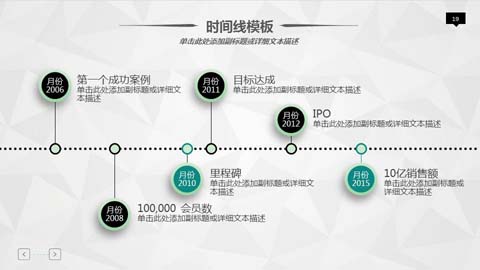 19
时间线模板
单击此处添加副标题或详细文本描述
月份
2006
第一个成功案例
单击此处添加副标题或详细文
本描述
月份
2011
目标达成
单击此处添加副标题或详细文本描述
月份
2012
IPO
单击此处添加副标题或详细文本描述
月份
2010
里程碑
单击此处添加副标题或详细文
本描述
月份
2015
10亿销售额
单击此处添加副标题或
详细文本描述
月份
2008
100,000 会员数
单击此处添加副标题或详细文本描述